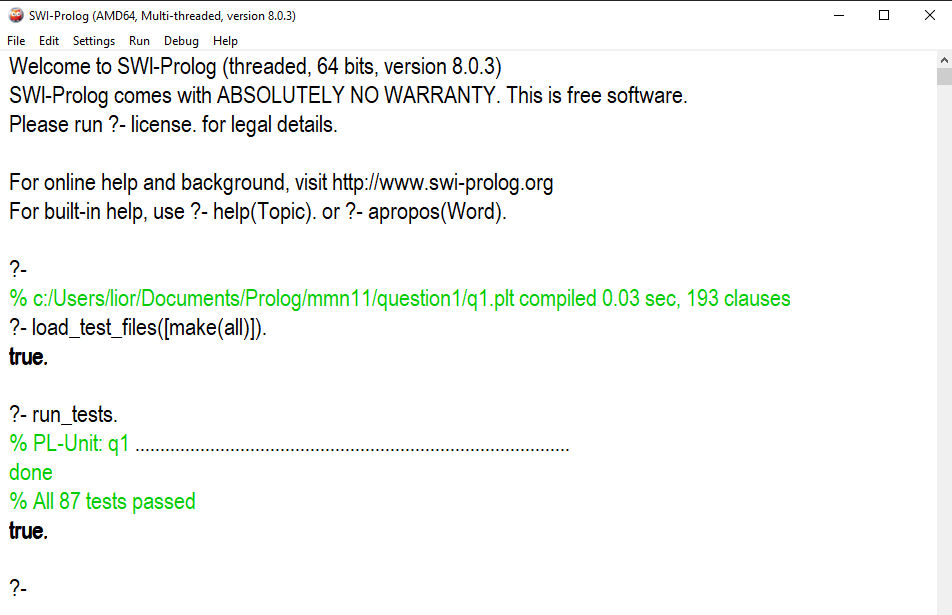 SWI-Prolog (AMD64, Multi-threaded, version 8.0.3)
File Edit Settings Run Debug Help
Welcome to SWI-Prolog (threaded, 64 bits, version 8.0.3)
SWI-Prolog comes with ABSOLUTELY NO WARRANTY. This is free software.
Please run ?- license. for legal details.
For online help and background, visit http://www.swi-prolog.org
For built-in help, use ?- help(Topic). or ?- apropos(Word).
?-
% c:/Users/lior/Documents/Prolog/mmn11/question1/q1.plt compiled 0.03 sec, 193 clauses
?- load_test_files([make(all)]).
true.
?- run_tests.
% PL-Unit: q1 .......................................................................................
done
% All 87 tests passed
true.
?-